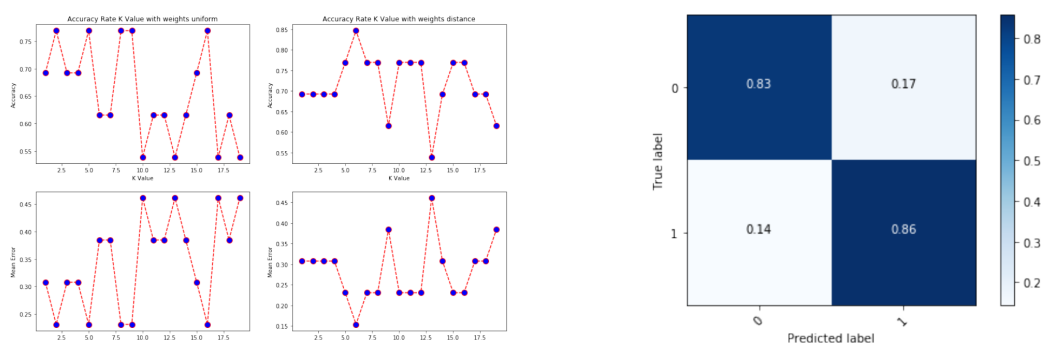 Accuracy Rate K Value with weights uniform
Accuracy
0.75
0.70
0.65
0.60
0.55
2.5 5.0 7.5 10.0 12.5 15.0 17.5
K Value
Accuracy Rate K Value with weights distance
Accuracy
0.85
0.80
0.75
0.70
0.65
0.60
0.55
2.5 5.0 7.5 10.0 12.5 15.0 17.5
K Value
Mean Error
0.45
0.40
0.35
0.30
0.25
2.5 5.0 7.5 10.0 12.5 15.0 17.5
Mean Error
0.45
0.40
0.35
0.30
0.25
0.20
0.15
2.5 5.0 7.5 10.0 12.5 15.0 17.5
True label
0
1
0.83 0.17
0.14 0.86
0 1
Predicted label
0.8
0.7
0.6
0.5
0.4
0.3
0.2